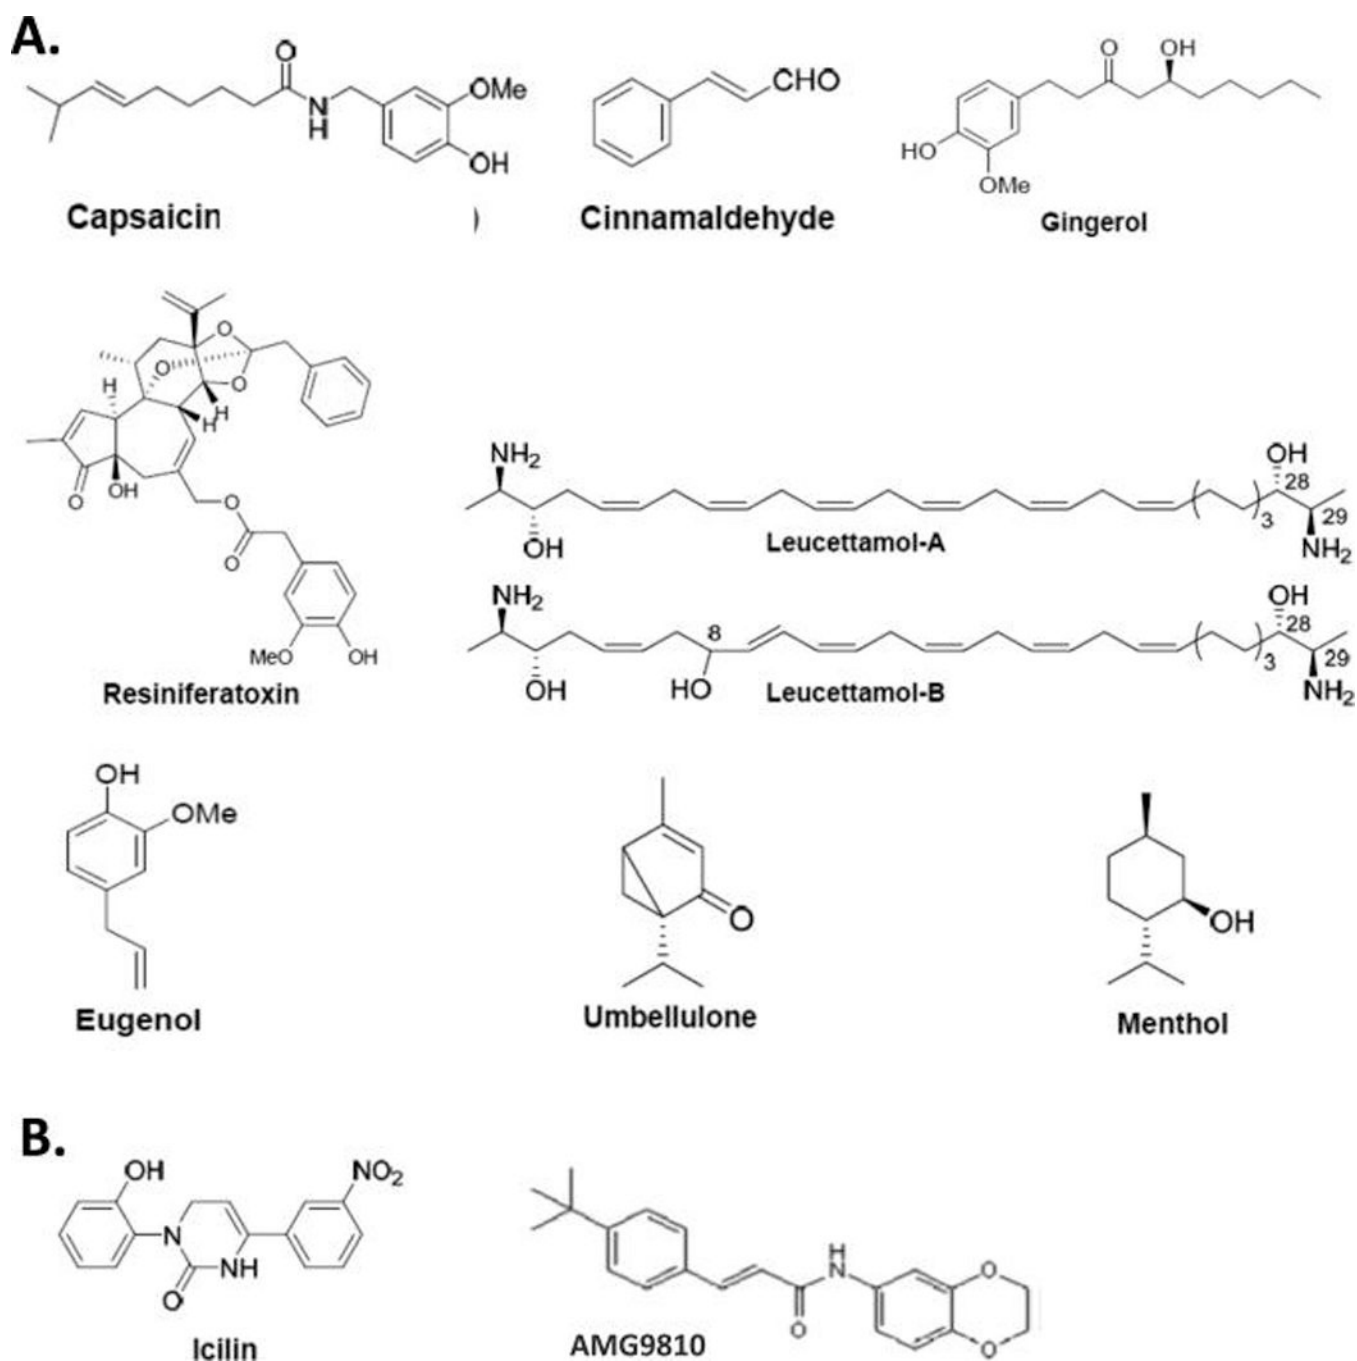 A.
O
N
H
OMe
OH
CHO
O
OH
HO
OMe
Capsaicin
)
Cinnamaldehyde
Gingerol
O
O
O
H
H
H
O
OH
O
O
MeO
OH
Resiniferatoxin
NH2
OH
OH
28
3
29
NH2
Leucettamol-A
NH2
OH
8
HO
OH
28
3
29
NH2
Leucettamol-B
OH
OMe
Eugenol
O
Umbellulone
OH
Menthol
B.
OH
NO2
N
NH
O
Icilin
H
N
O
O
O
AMG9810